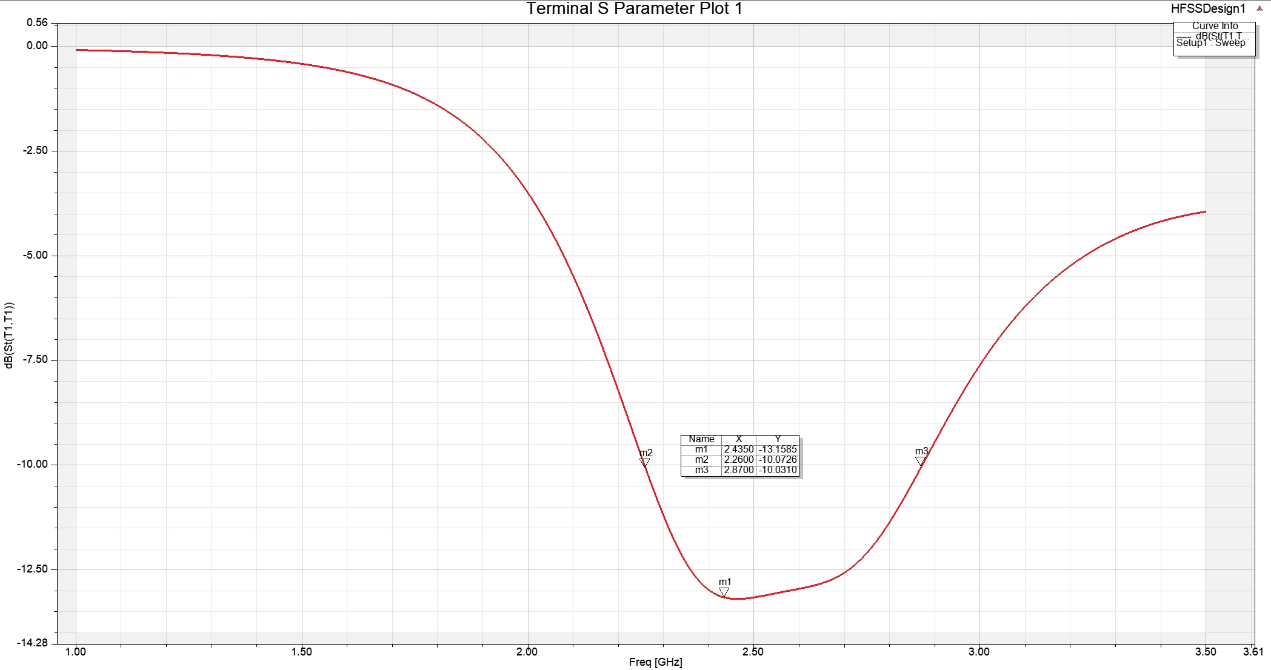 Terminal S Parameter Plot 1
HFSSDesign1
Curve Info
dB(St(T1,T
Setup1 : Sweep
0.56
0.00
-2.50
-5.00
-7.50
-10.00
-12.50
-14.28
dB(St(T1,T1))
m2
m3
m1
Name X Y
m1 2.4350 -13.1585
m2 2.2600 -10.0726
m3 2.8700 -10.0310
1.00 1.50 2.00 2.50 3.00 3.50 3.61
Freq [GHz]